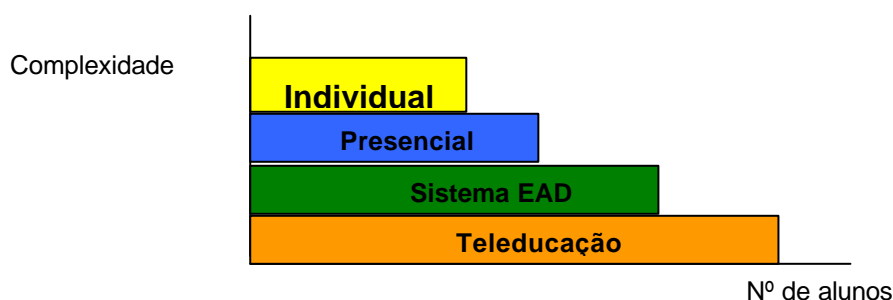 Complexidade
Individual
Presencial
Sistema EAD
Teleducação
Nº de alunos